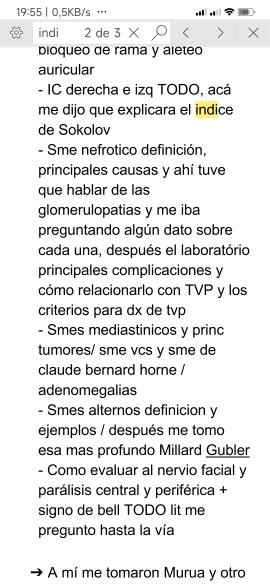 19:55 | 0,5KB/s ···
indi 2 de 3
bloqueo de rama y aleteo
auricular
- IC derecha e izq TODO, acá
me dijo que explicara el indice
de Sokolov
- Sme nefrotico definición,
principales causas y ahí tuve
que hablar de las
glomerulopatias y me iba
preguntando algún dato sobre
cada una, después el laboratório
principales complicaciones y
cómo relacionarlo con TVP y los
criterios para dx de tvp
- Smes mediastinicos y princ
tumores/ sme vcs y sme de
claude bernard horne /
adenomegalias
- Smes alternos definicion y
ejemplos / después me tomo
esa mas profundo Millard Gubler
- Como evaluar al nervio facial y
parálisis central y periférica +
signo de bell TODO lit me
pregunto hasta la vía
➔ A mí me tomaron Murua y otro